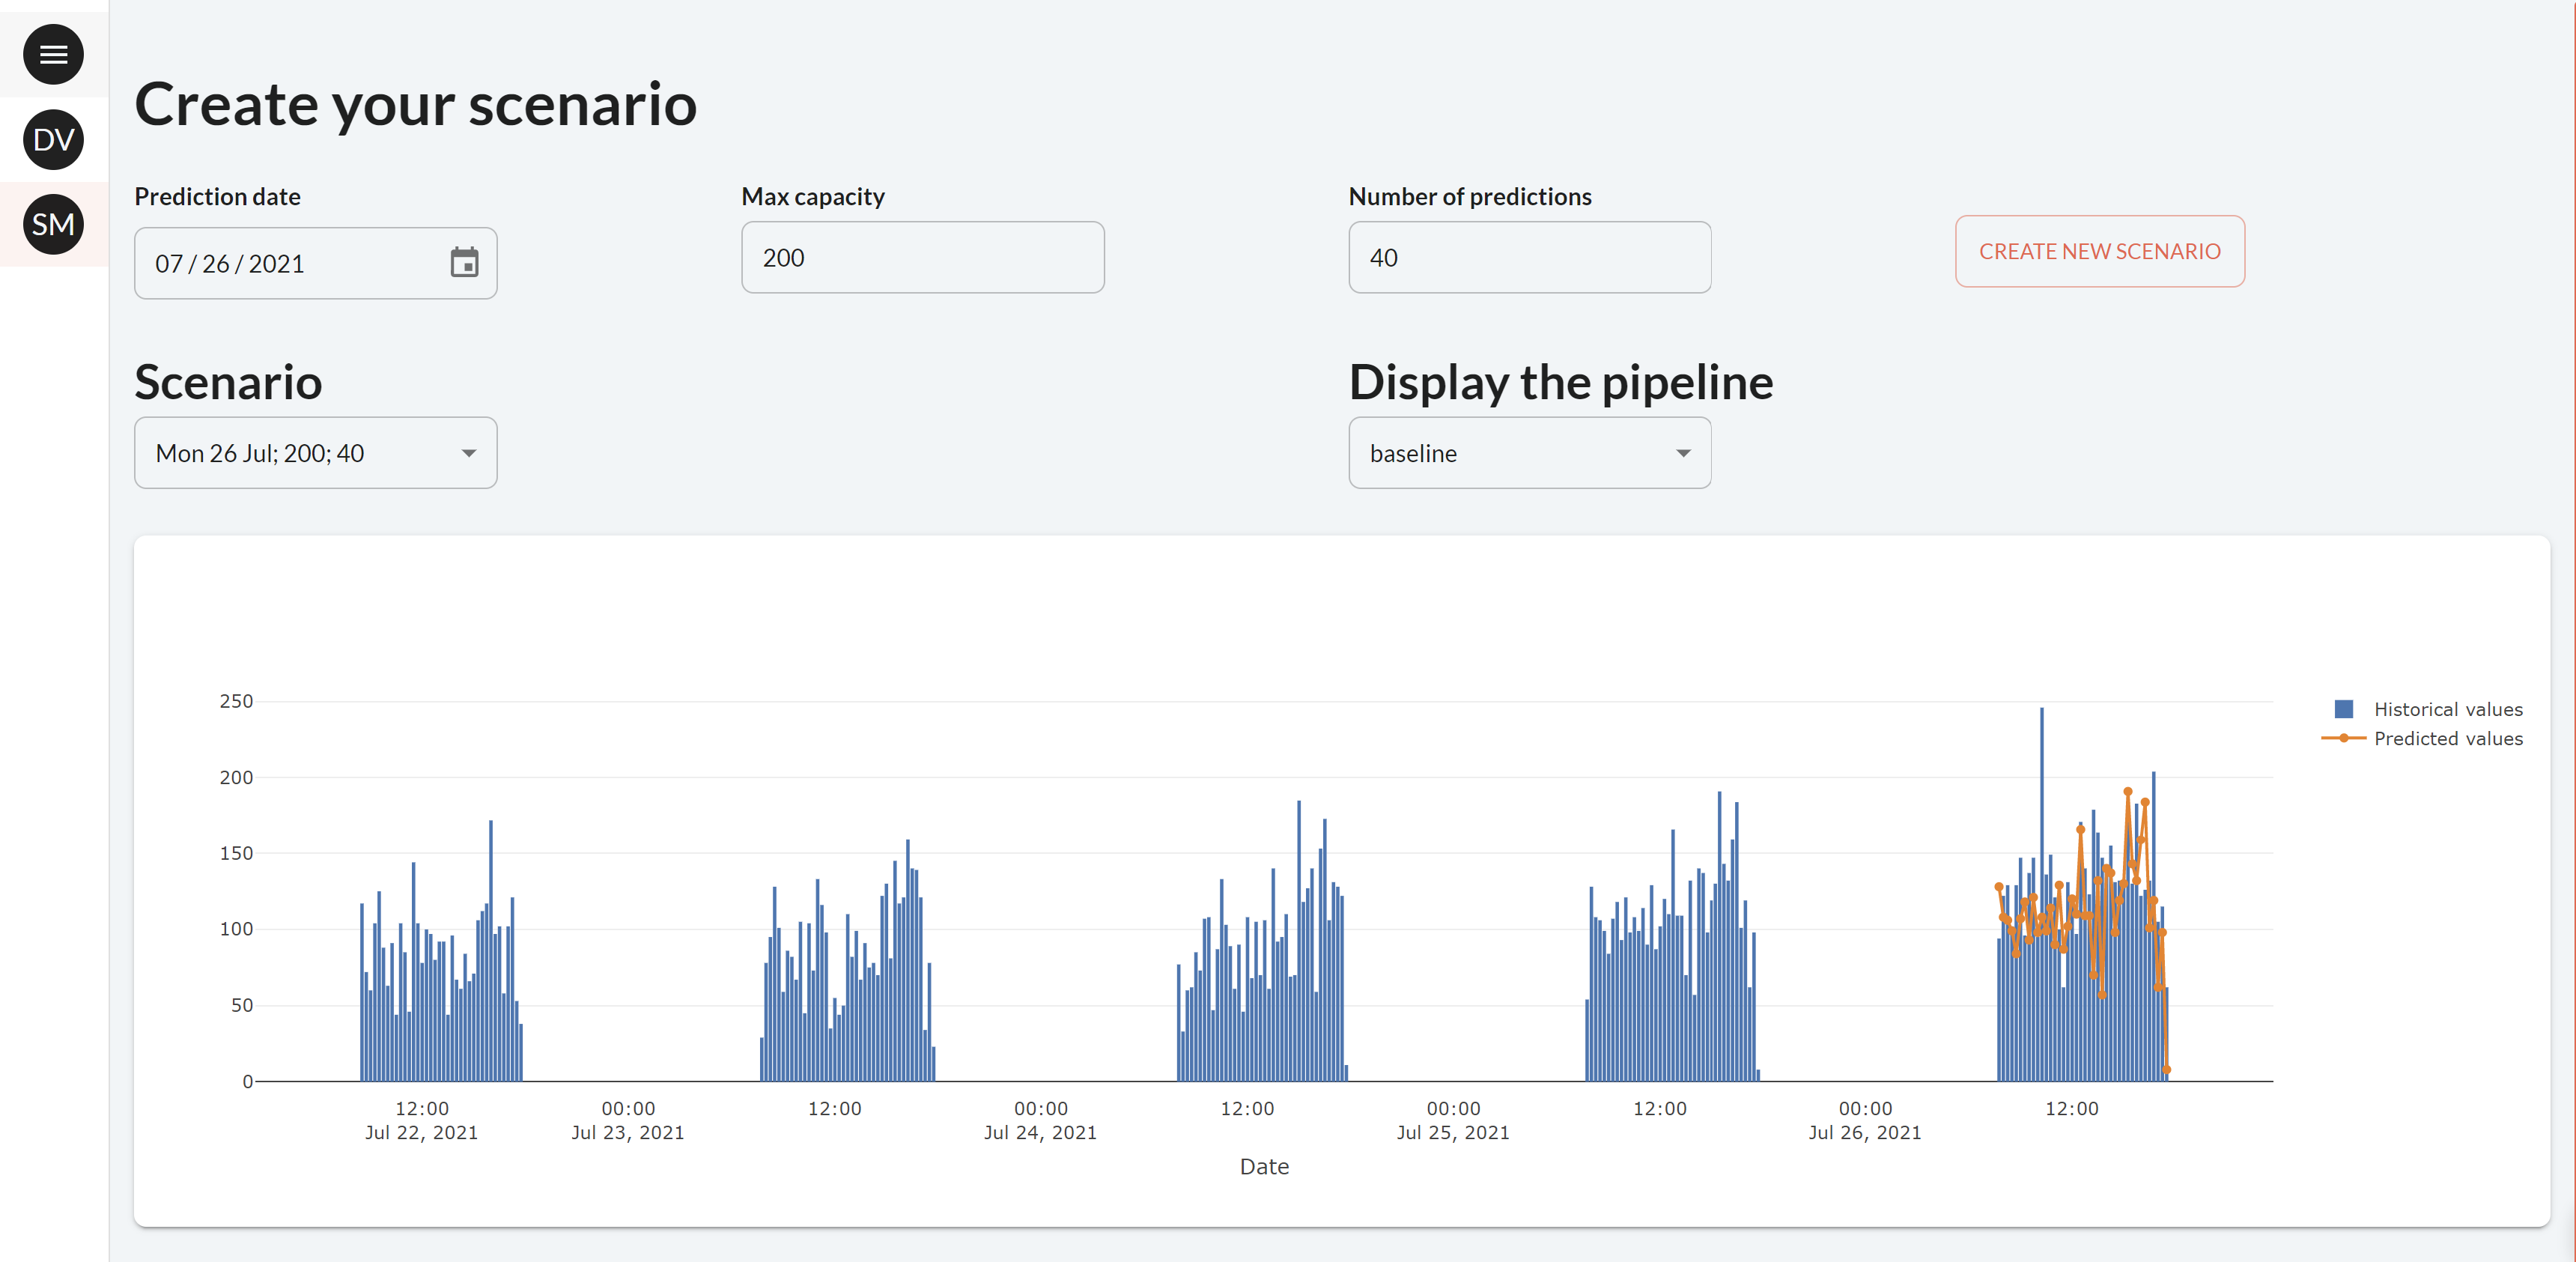 DV
SM
Create your scenario
Prediction date
Max capacity
Number of predictions
07 / 26 / 2021
200
40
CREATE NEW SCENARIO
Scenario
Display the pipeline
Mon 26 Jul; 200; 40
baseline
250
200
150
100
50
0
Historical values
Predicted values
12:00
Jul 22, 2021
00:00
Jul 23, 2021
12:00
00:00
Jul 24, 2021
12:00
00:00
Jul 25, 2021
12:00
00:00
Jul 26, 2021
12:00
Date